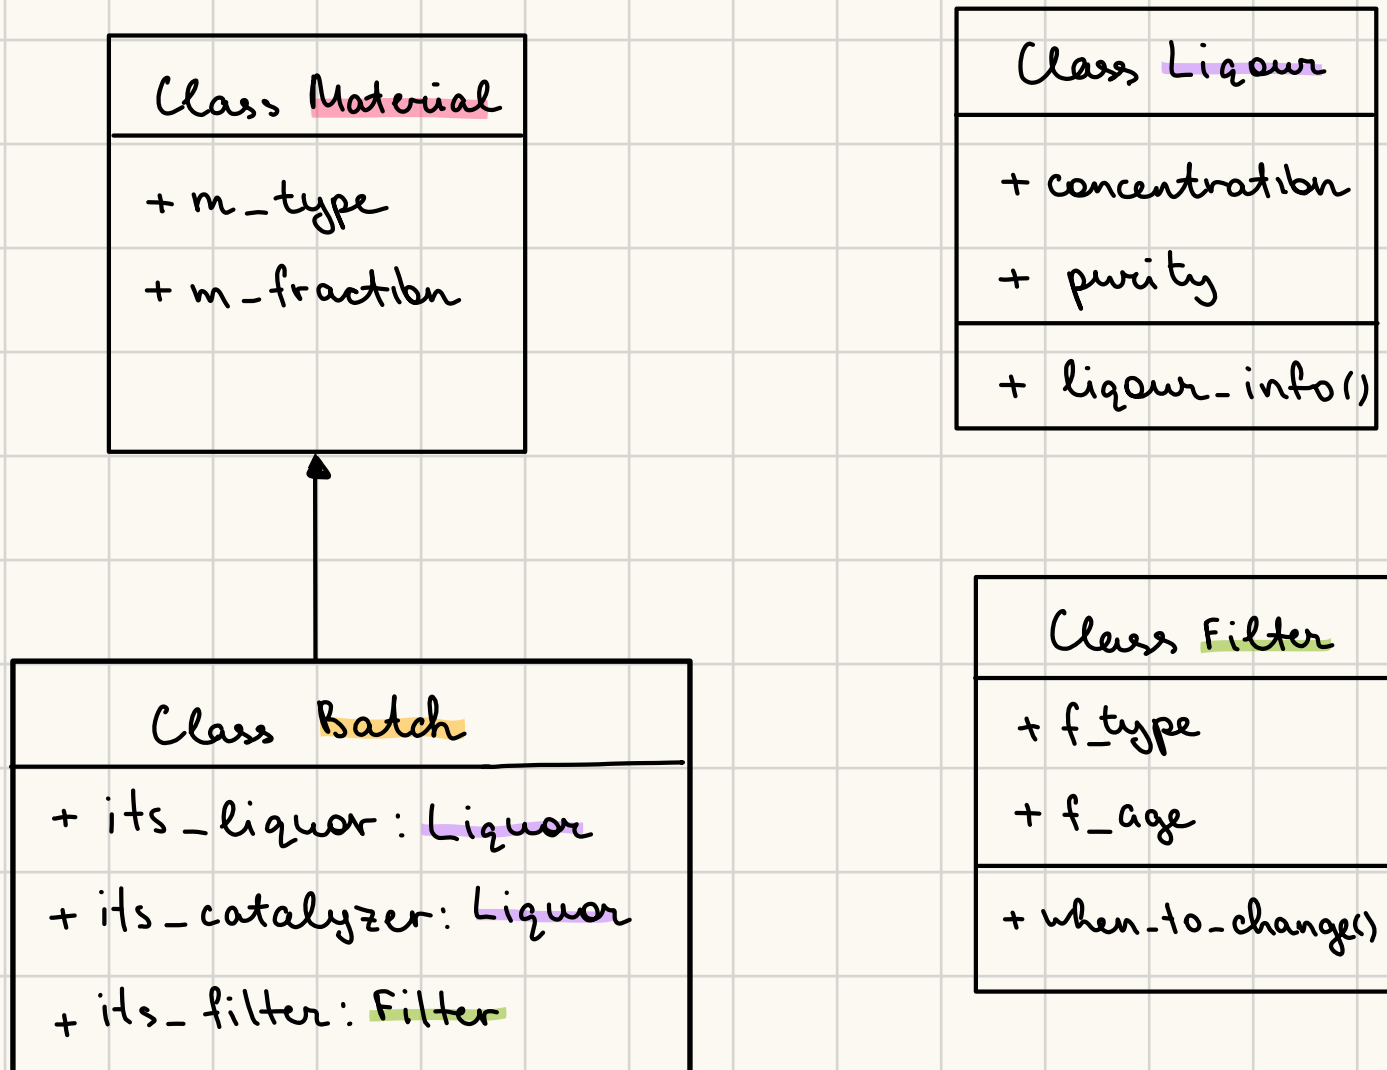 Class Material
+ m_type
+ m_fraction
Class Liqour
+ concentration
+ purity
+ liqour_info()
Class Batch
+ its_liquor: Liquor
+ its_catalyzer: Liquor
+ its_filter: Filter
Class Filter
+ f_type
+ f_age
+ when_to_change()